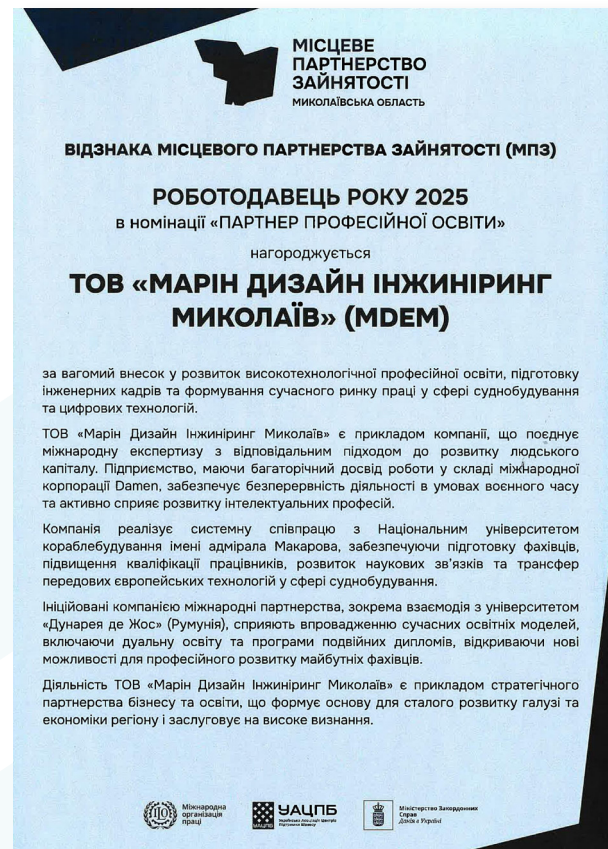 МІСЦЕВЕ
ПАРТНЕРСТВО
ЗАЙНЯТОСТІ
МИКОЛАЇВСЬКА ОБЛАСТЬ
ВІДЗНАКА МІСЦЕВОГО ПАРТНЕРСТВА ЗАЙНЯТОСТІ (МПЗ)
РОБОТОДАВЕЦЬ РОКУ 2025
в номінації «ПАРТНЕР ПРОФЕСІЙНОЇ ОСВІТИ»
нагороджується
ТОВ «МАРІН ДИЗАЙН ІНЖИНІРИНГ
МИКОЛАЇВ» (MDEM)
за вагомий внесок у розвиток високотехнологічної професійної освіти, підготовку
інженерних кадрів та формування сучасного ринку праці у сфері суднобудування
та цифрових технологій.
ТОВ «Марін Дизайн Інжиніринг Миколаїв» є прикладом компанії, що поєднує
міжнародну експертизу з відповідальним підходом до розвитку людського
капіталу. Підприємство, маючи багаторічний досвід роботи у складі міжнародної
корпорації Damen, забезпечує безперервність діяльності в умовах воєнного часу
та активно сприяє розвитку інтелектуальних професій.
Компанія реалізує системну співпрацю з Національним університетом
кораблебудування імені адмірала Макарова, забезпечуючи підготовку фахівців,
підвищення кваліфікації працівників, розвиток наукових зв’язків та трансфер
передових європейських технологій у сфері суднобудування.
Ініційовані компанією міжнародні партнерства, зокрема взаємодія з університетом
«Дунарея де Жос» (Румунія), сприяють впровадженню сучасних освітніх моделей,
включаючи дуальну освіту та програми подвійних дипломів, відкриваючи нові
можливості для професійного розвитку майбутніх фахівців.
Діяльність ТОВ «Марін Дизайн Інжиніринг Миколаїв» є прикладом стратегічного
партнерства бізнесу та освіти, що формує основу для сталого розвитку галузі та
економіки регіону і заслуговує на високе визнання.
Міжнародна
організація
праці
УАЦПБ
Міністерство Закордонних
Справ
Данія в Україні